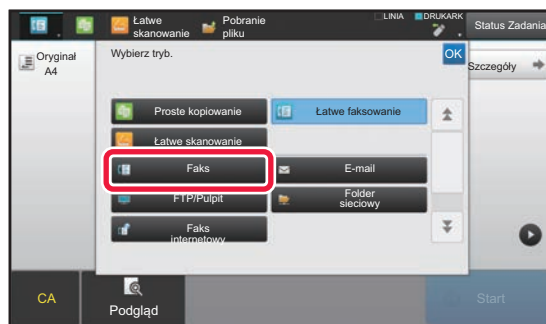 Łatwe
skanowanie
Pobranie
pliku
LINIA
DRUKARK
Status Zadania
Oryginał
A4
Wybierz tryb.
OK
Szczegóły
Proste kopiowanie
Łatwe faksowanie
Łatwe skanowanie
Faks
E-mail
FTP/Pulpit
Folder
sieciowy
Faks
internetowy
CA
Podgląd
Start